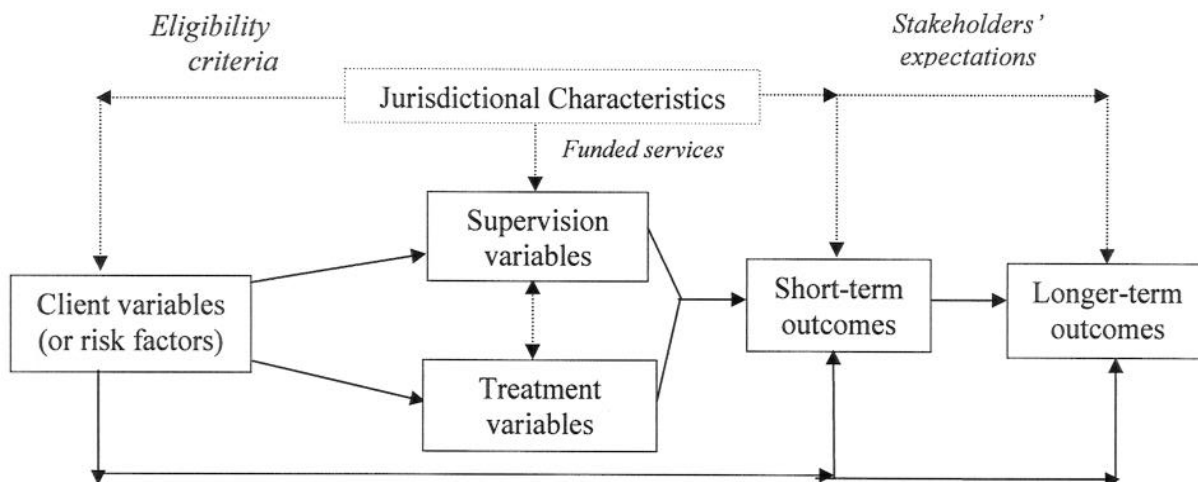 Eligibility
criteria
Stakeholders’
expectations
Jurisdictional Characteristics
Funded services
Supervision
variables
Client variables
(or risk factors)
Short-term
outcomes
Longer-term
outcomes
Treatment
variables